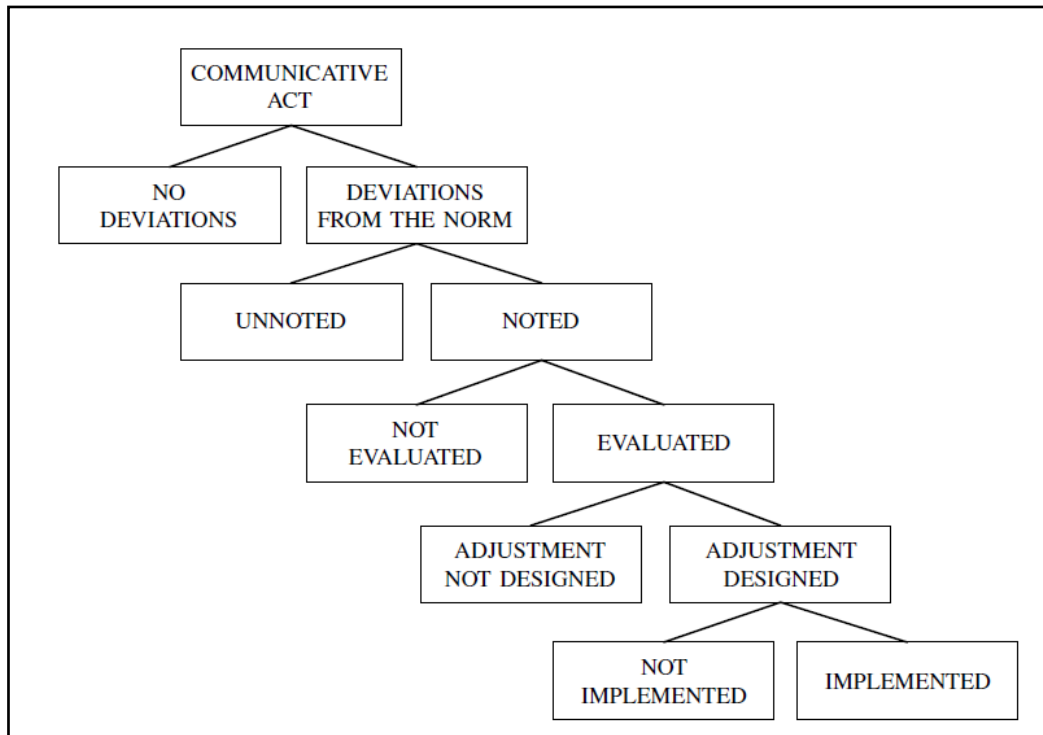 COMMUNICATIVE
ACT
NO
DEVIATIONS
DEVIATIONS
FROM THE NORM
UNNOTED
NOTED
NOT
EVALUATED
EVALUATED
ADJUSTMENT
NOT DESIGNED
ADJUSTMENT
DESIGNED
NOT
IMPLEMENTED
IMPLEMENTED